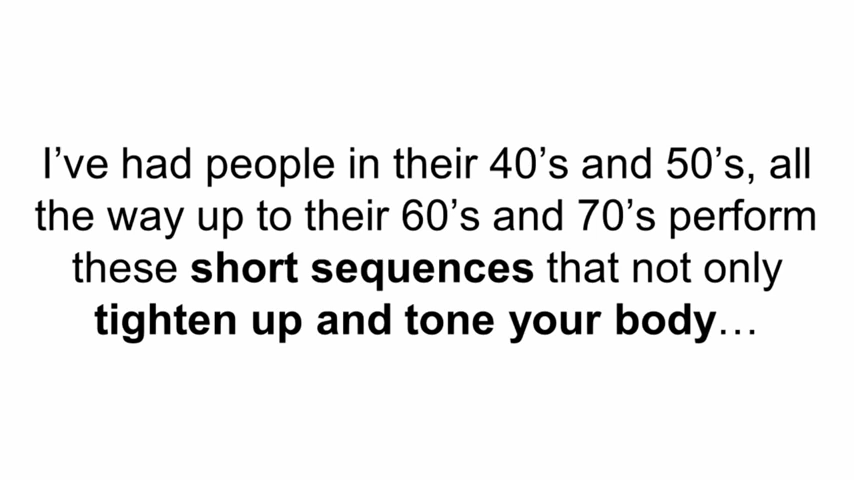 I’ve had people in their 40’s and 50’s, all
the way up to their 60’s and 70’s perform
these short sequences that not only
tighten up and tone your body…